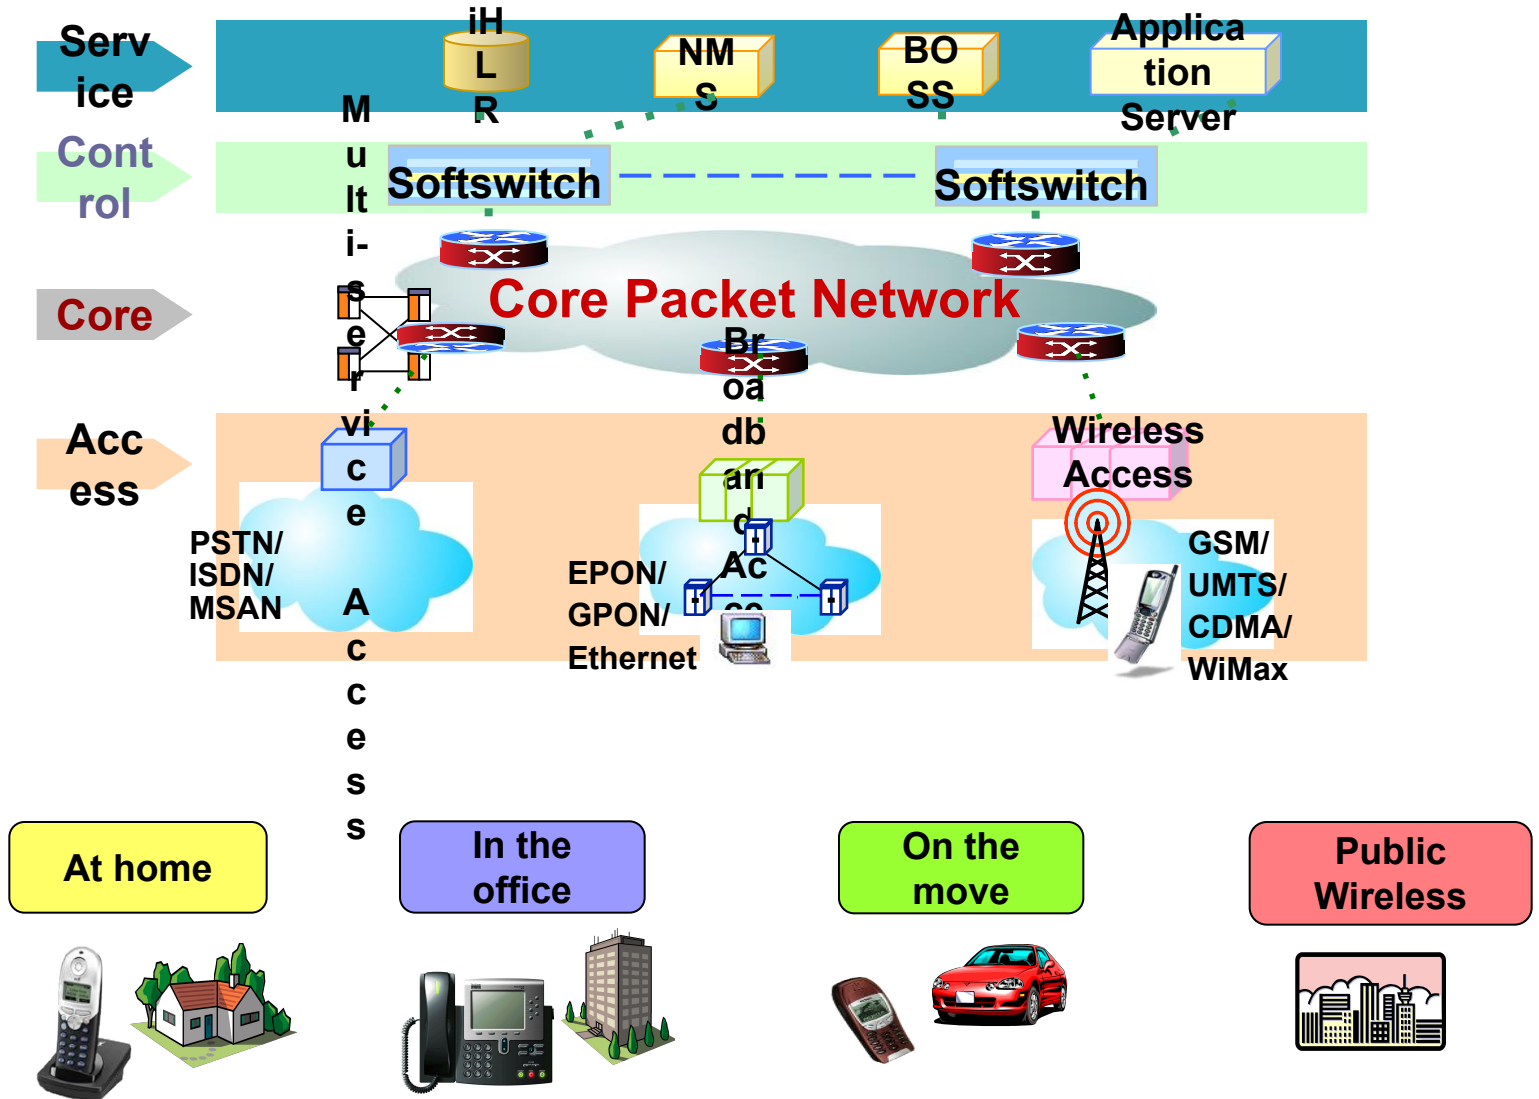 Serv
ice
iH
L
R
NM
S
BO
SS
Applica
tion
Server
Cont
rol
Softswitch
Softswitch
Core
Core Packet Network
Acc
ess
M
u
lt
i-
s
e
r
vi
c
e
A
c
c
e
s
s
Br
oa
db
an
d
Ac
ce
Wireless
Access
PSTN/
ISDN/
MSAN
EPON/
GPON/
Ethernet
GSM/
UMTS/
CDMA/
WiMax
At home
In the
office
On the
move
Public
Wireless